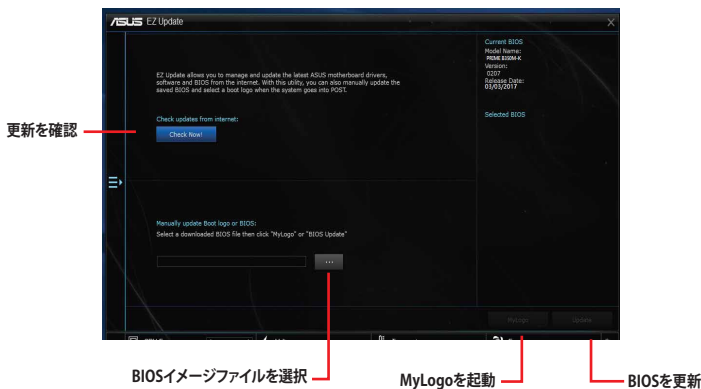 ASUS EZ Update
X
EZ Update allows you to manage and update the latest ASUS motherboard drivers,
software and BIOS from the internet. With this utility, you can also manually update the
saved BIOS and select a boot logo when the system goes into POST.
Check updates from internet:
Check Now!
Manually update Boot logo or BIOS:
Select a downloaded BIOS file then click "MyLogo" or "BIOS Update"
...
Current BIOS
Model Name:
PRIME B150M-K
Version:
0207
Release Date:
03/03/2017
Selected BIOS
MyLogo
Update
更新を確認
BIOSイメージファイルを選択
MyLogoを起動
BIOSを更新